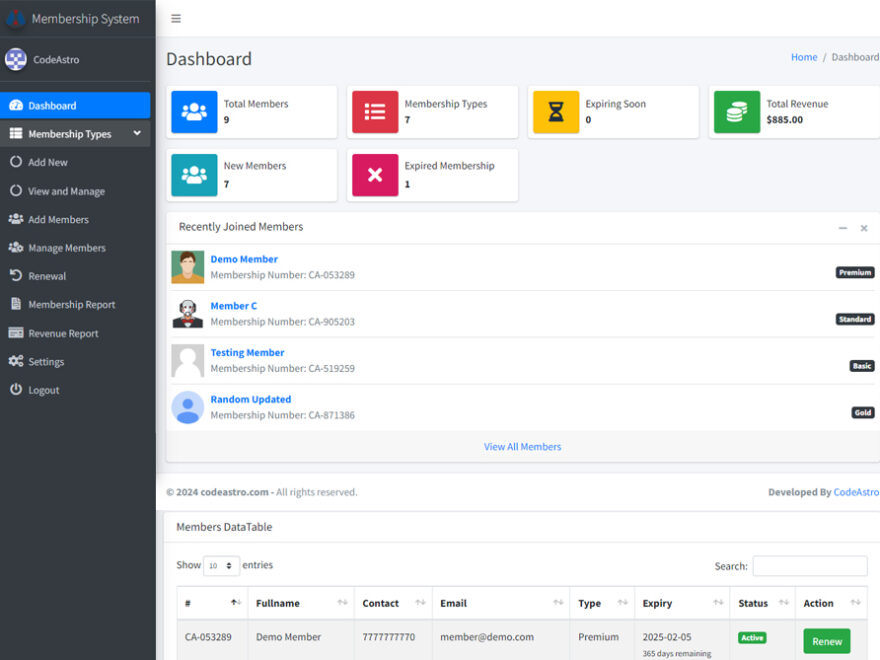 Membership System
CodeAstro
Dashboard
Membership Types
Add New
View and Manage
Add Members
Manage Members
Renewal
Membership Report
Revenue Report
Settings
Logout
Dashboard
Home / Dashboard
Total Members
9
Membership Types
7
Expiring Soon
0
Total Revenue
$885.00
New Members
7
Expired Membership
1
Recently Joined Members
Demo Member
Membership Number: CA-053289
Premium
Member C
Membership Number: CA-905203
Standard
Testing Member
Membership Number: CA-519259
Basic
Random Updated
Membership Number: CA-871386
Gold
View All Members
© 2024 codeastro.com - All rights reserved.
Developed By CodeAstro
Members DataTable
Show 10 entries
Search:
# Fullname Contact Email Type Expiry Status Action
CA-053289 Demo Member 7777777770 member@demo.com Premium 2025-02-05 Active Renew
365 days remaining